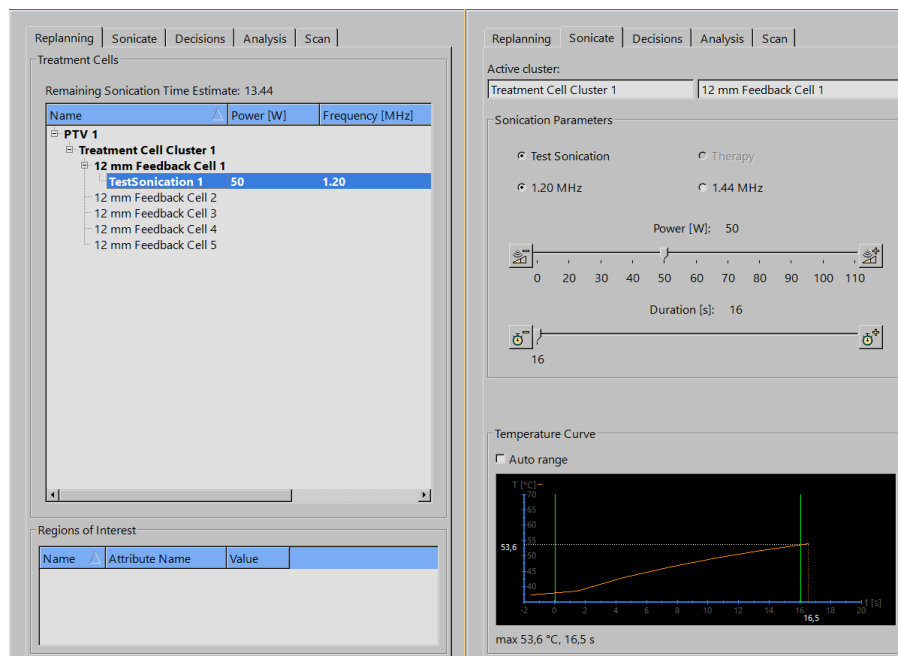 Replanning Sonicate Decisions Analysis Scan
Treatment Cells
Remaining Sonication Time Estimate: 13.44
Name Power [W] Frequency [MHz]
PTV 1
Treatment Cell Cluster 1
12 mm Feedback Cell 1
TestSonication 1 50 1.20
12 mm Feedback Cell 2
12 mm Feedback Cell 3
12 mm Feedback Cell 4
12 mm Feedback Cell 5
Regions of Interest
Name Attribute Name Value
Replanning Sonicate Decisions Analysis Scan
Active cluster:
Treatment Cell Cluster 1 12 mm Feedback Cell 1
Sonication Parameters
Test Sonication Therapy
1.20 MHz 1.44 MHz
Power [W]: 50
0 20 30 40 50 60 70 80 90 100 110
Duration [s]: 16
16
Temperature Curve
Auto range
T [°C]
70
65
60
55
53,6
50
45
40
-2 0 2 4 6 8 10 12 14 16 18 20 t [s]
16,5
max 53,6 °C, 16,5 s